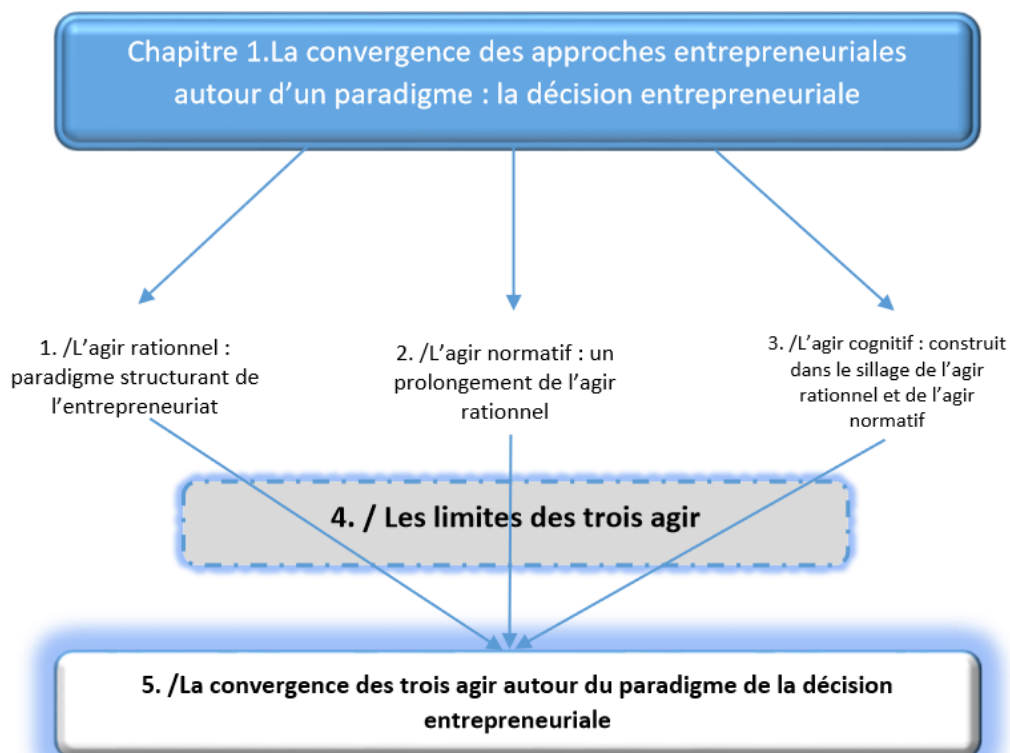 Chapitre 1.La convergence des approches entrepreneuriales
autour d’un paradigme : la décision entrepreneuriale
1. /L’agir rationnel :
paradigme structurant de
l’entrepreneuriat
2. /L’agir normatif : un
prolongement de l’agir
rationnel
3. /L’agir cognitif : construit
dans le sillage de l’agir
rationnel et de l’agir
normatif
4. / Les limites des trois agir
5. /La convergence des trois agir autour du paradigme de la décision
entrepreneuriale